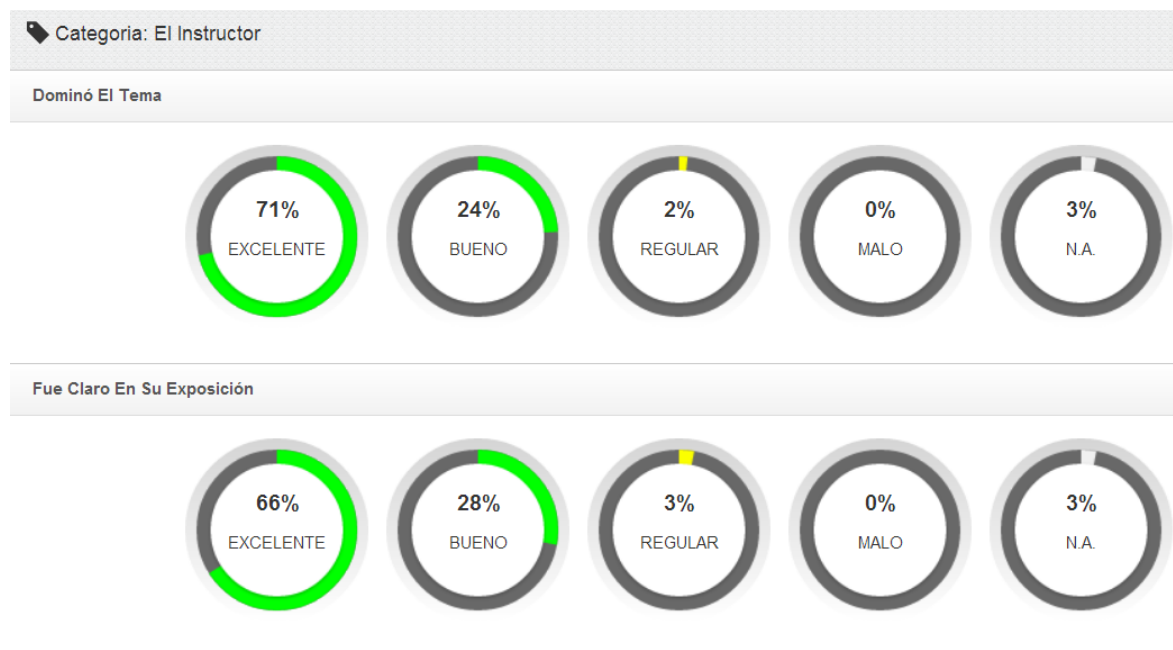 Categoria: El Instructor
Dominó El Tema
71% 24% 2% 0% 3%
EXCELENTE BUENO REGULAR MALO N.A.
Fue Claro En Su Exposición
66% 28% 3% 0% 3%
EXCELENTE BUENO REGULAR MALO N.A.